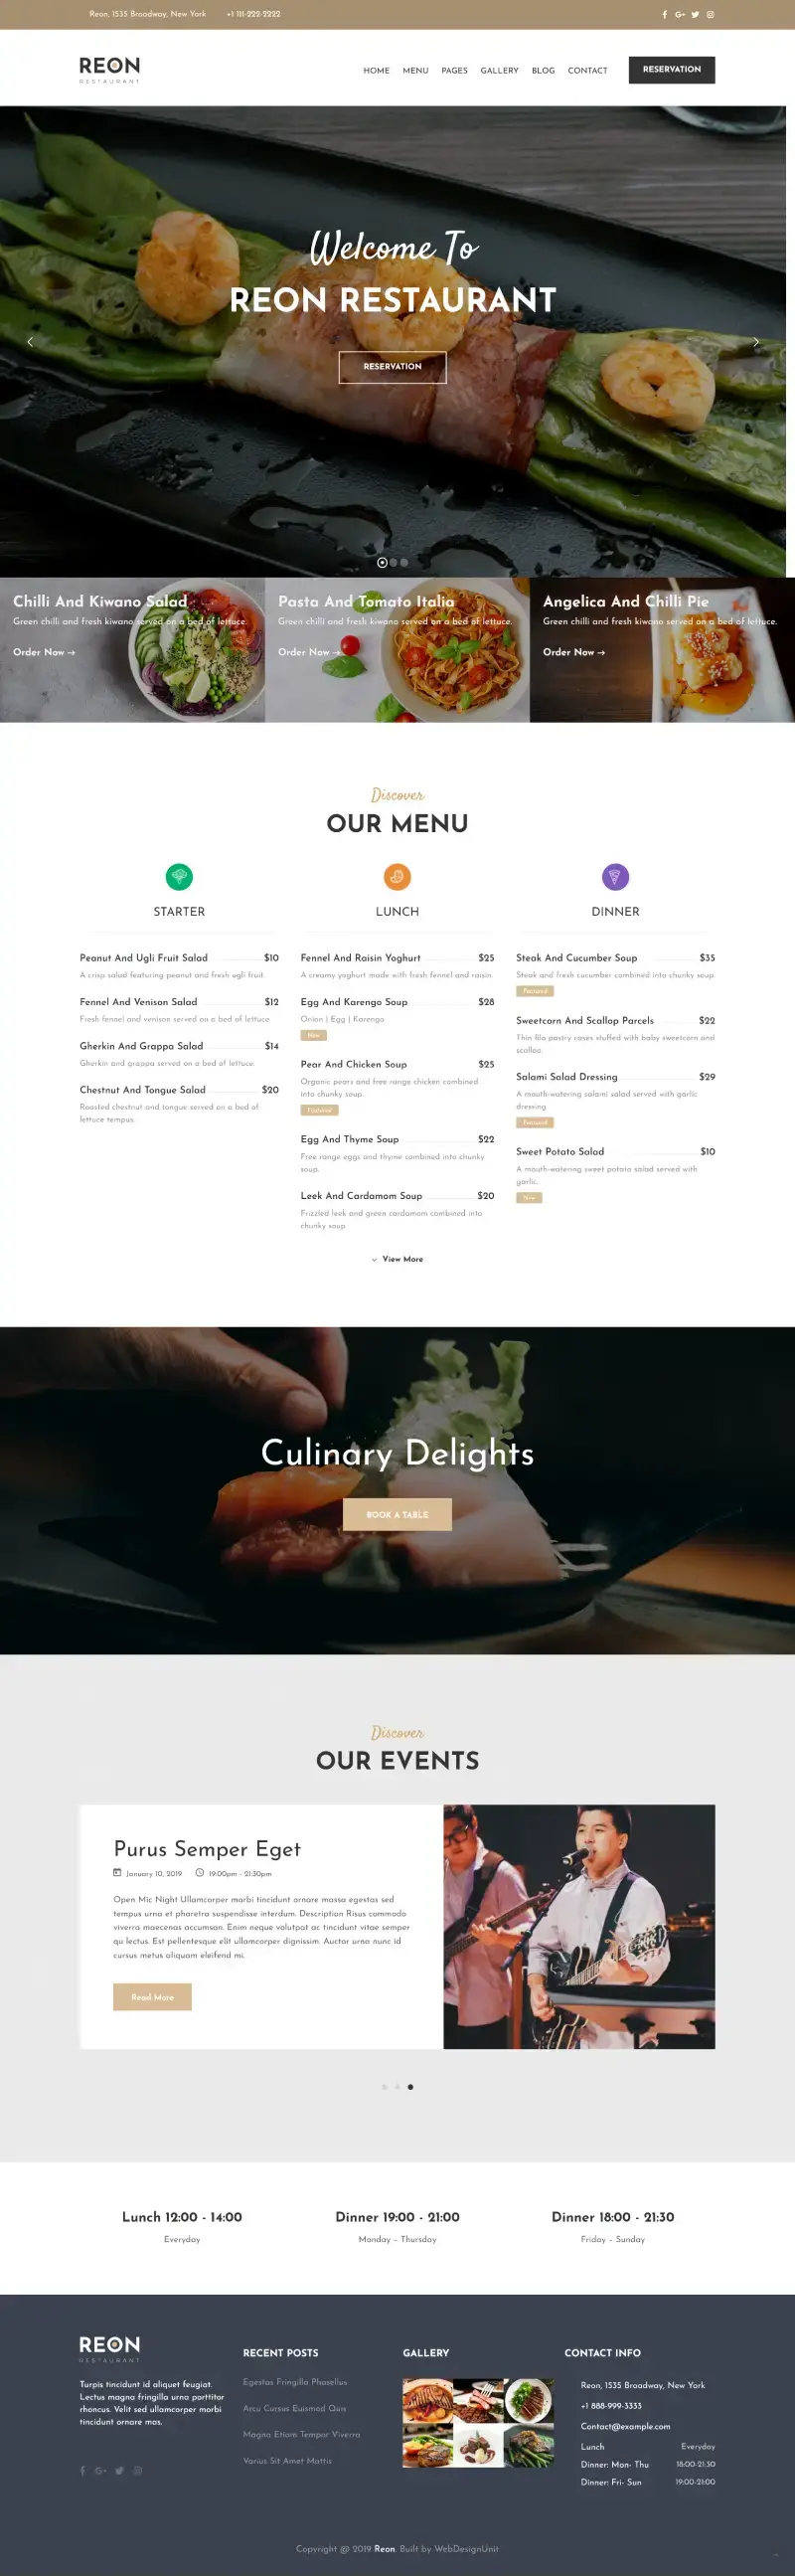 Reon, 1535 Broadway, New York +1 111-222-2222
REON
RESTAURANT
HOME MENU PAGES GALLERY BLOG CONTACT RESERVATION
Welcome To
REON RESTAURANT
RESERVATION
Chilli And Kiwano Salad
Green chilli and fresh kiwano served on a bed of lettuce.
Order Now →
Pasta And Tomato Italia
Green chilli and fresh kiwano served on a bed of lettuce.
Order Now →
Angelica And Chilli Pie
Green chilli and fresh kiwano served on a bed of lettuce.
Order Now →
Discover
OUR MENU
STARTER
Peanut And Ugli Fruit Salad $10
A crisp salad featuring peanut and fresh ugli fruit.
Fennel And Venison Salad $12
Fresh fennel and venison served on a bed of lettuce
Gherkin And Grappa Salad $14
Gherkin and grappa served on a bed of lettuce.
Chestnut And Tongue Salad $20
Roasted chestnut and tongue served on a bed of
lettuce tempus.
LUNCH
Fennel And Raisin Yoghurt $25
A creamy yoghurt made with fresh fennel and raisin.
Egg And Karengo Soup $28
Onion | Egg | Karengo
New
Pear And Chicken Soup $25
Organic pears and free range chicken combined
into chunky soup.
Featured
Egg And Thyme Soup $22
Free range eggs and thyme combined into chunky
soup.
Leek And Cardamom Soup $20
Frizzled leek and green cardamom combined into
chunky soup
DINNER
Steak And Cucumber Soup $35
Steak and fresh cucumber combined into chunky soup.
Featured
Sweetcorn And Scallop Parcels $22
Thin filo pastry cases stuffed with baby sweetcorn and
scallop.
Salami Salad Dressing $29
A mouth-watering salami salad served with garlic
dressing
Featured
Sweet Potato Salad $10
A mouth-watering sweet potato salad served with
garlic.
New
View More
Culinary Delights
BOOK A TABLE
Discover
OUR EVENTS
Purus Semper Eget
January 10, 2019 19:00pm - 21:30pm
Open Mic Night Ullamcorper morbi tincidunt ornare massa egestas sed
tempus urna et pharetra suspendisse interdum. Description Risus commodo
viverra maecenas accumsan. Enim neque volutpat ac tincidunt vitae semper
qu lectus. Est pellentesque elit ullamcorper dignissim. Auctor urna nunc id
cursus metus aliquam eleifend mi.
Read More
Lunch 12:00 - 14:00
Everyday
Dinner 19:00 - 21:00
Monday – Thursday
Dinner 18:00 - 21:30
Friday – Sunday
REON
RESTAURANT
Turpis tincidunt id aliquet feugiat.
Lectus magna fringilla urna porttitor
rhoncus. Velit sed ullamcorper morbi
tincidunt ornare mas.
RECENT POSTS
Egestas Fringilla Phasellus
Arcu Cursus Euismod Quis
Magna Etiam Tempor Viverra
Varius Sit Amet Mattis
GALLERY
CONTACT INFO
Reon, 1535 Broadway, New York
+1 888-999-3333
Contact@example.com
Lunch Everyday
Dinner: Mon- Thu 18:00-21:30
Dinner: Fri- Sun 19:00-21:00
Copyright @ 2019 Reon. Built by WebDesignUnit